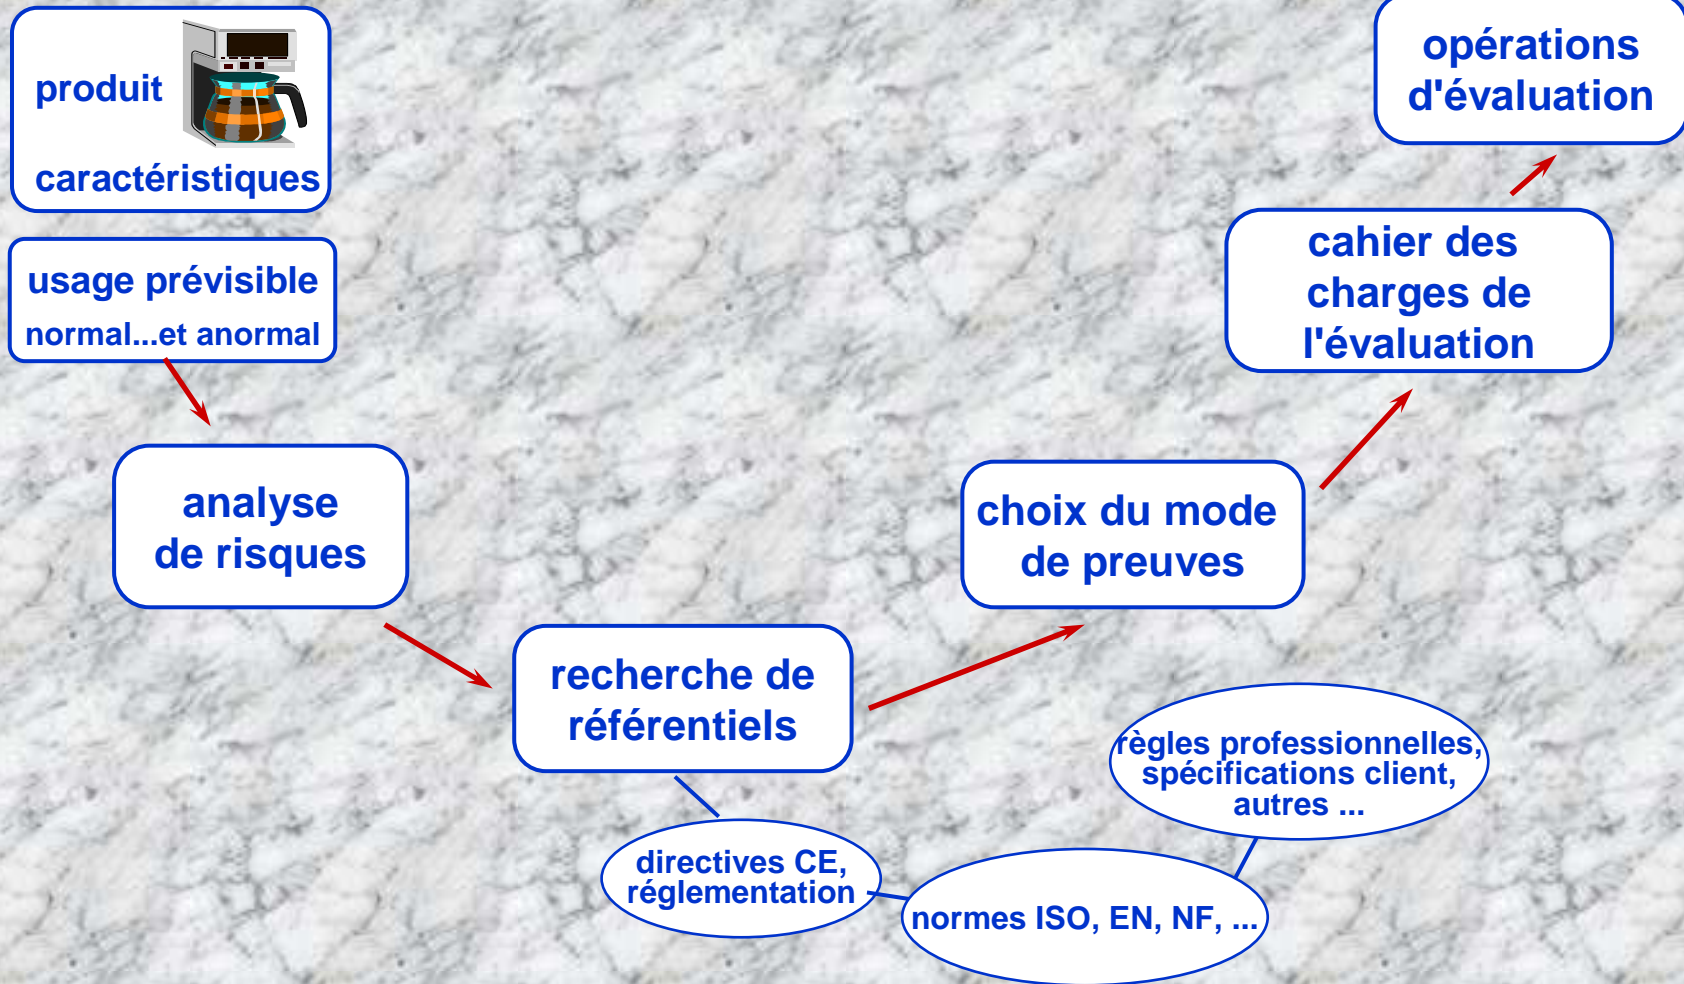 produit
caractéristiques
usage prévisible
normal...et anormal
analyse
de risques
recherche de
référentiels
directives CE,
réglementation
normes ISO, EN, NF, ...
règles professionnelles,
spécifications client,
autres ...
choix du mode
de preuves
cahier des
charges de
l'évaluation
opérations
d'évaluation